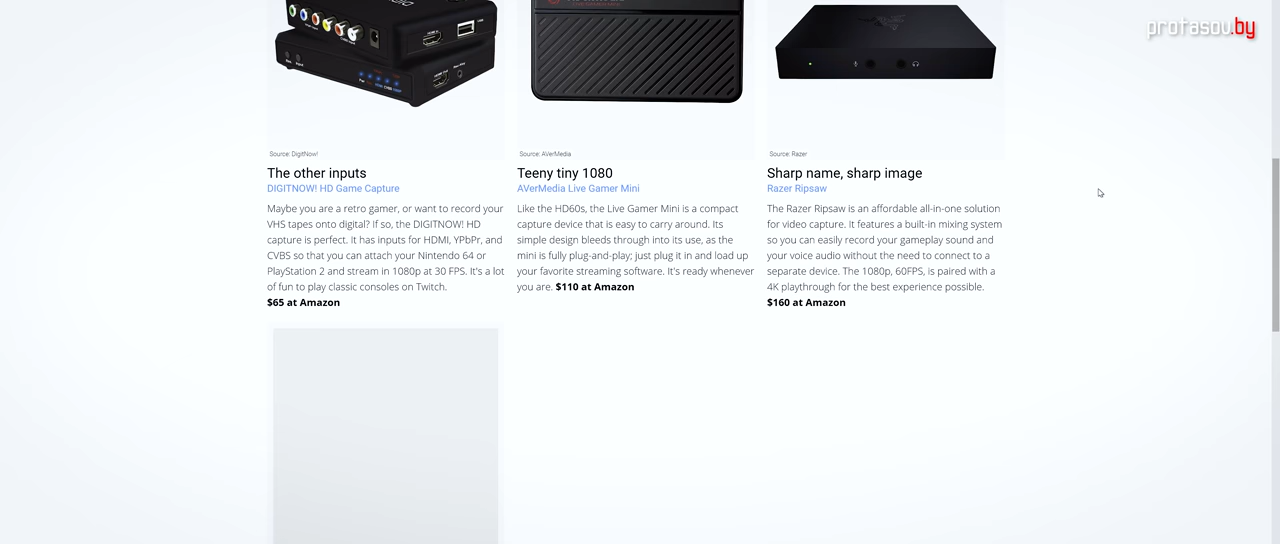 protasov.by
Source: DigitNow!
The other inputs
DIGITNOW! HD Game Capture
Maybe you are a retro gamer, or want to record your
VHS tapes onto digital? If so, the DIGITNOW! HD
capture is perfect. It has inputs for HDMI, YPbPr, and
CVBS so that you can attach your Nintendo 64 or
PlayStation 2 and stream in 1080p at 30 FPS. It's a lot
of fun to play classic consoles on Twitch.
$65 at Amazon
Source: AVerMedia
Teeny tiny 1080
AVerMedia Live Gamer Mini
Like the HD60s, the Live Gamer Mini is a compact
capture device that is easy to carry around. Its
simple design bleeds through into its use, as the
mini is fully plug-and-play; just plug it in and load up
your favorite streaming software. It's ready whenever
you are. $110 at Amazon
Source: Razer
Sharp name, sharp image
Razer Ripsaw
The Razer Ripsaw is an affordable all-in-one solution
for video capture. It features a built-in mixing system
so you can easily record your gameplay sound and
your voice audio without the need to connect to a
separate device. The 1080p, 60FPS, is paired with a
4K playthrough for the best experience possible.
$160 at Amazon